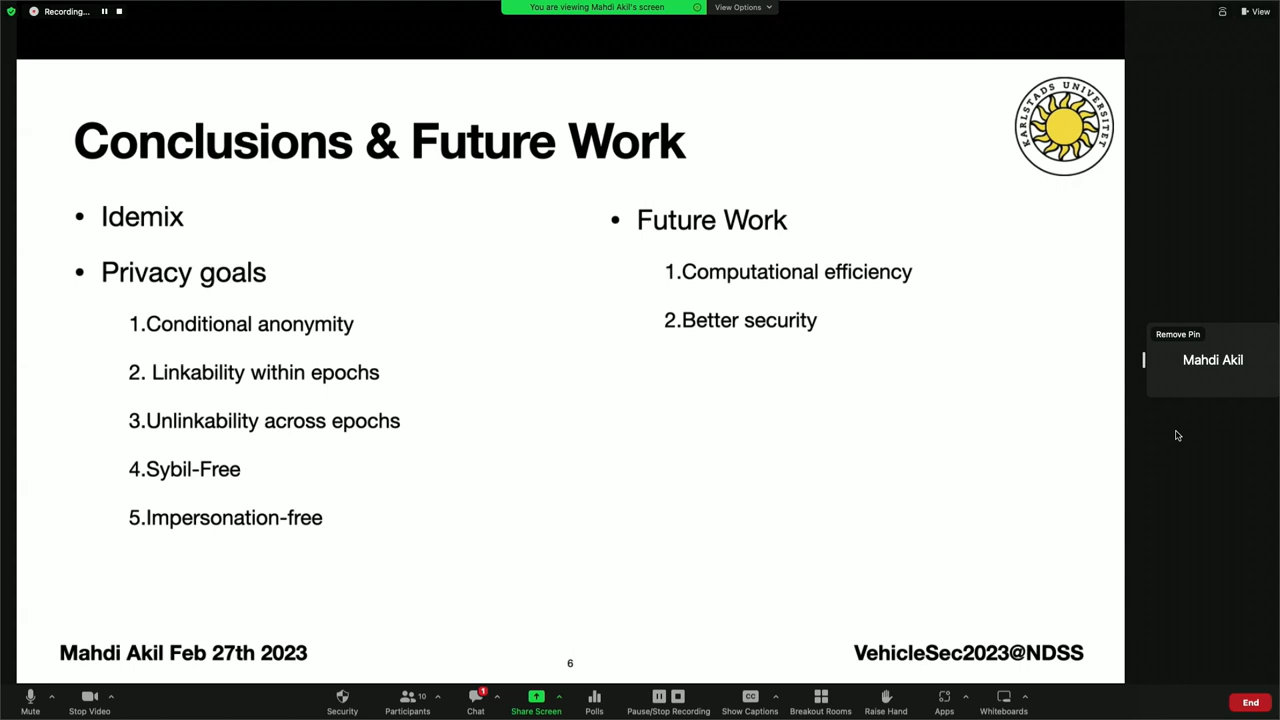 Recording...
You are viewing Mahdi Akil's screen
View Options
View
KARLSTADS UNIVERSITET
Conclusions & Future Work
• Idemix
• Privacy goals
1.Conditional anonymity
2. Linkability within epochs
3.Unlinkability across epochs
4.Sybil-Free
5.Impersonation-free
• Future Work
1.Computational efficiency
2.Better security
Remove Pin
Mahdi Akil
Mahdi Akil Feb 27th 2023
6
VehicleSec2023@NDSS
Mute
Stop Video
Security
Participants
10
Chat
1
Share Screen
Polls
Pause/Stop Recording
CC
Show Captions
Breakout Rooms
Raise Hand
Apps
Whiteboards
End